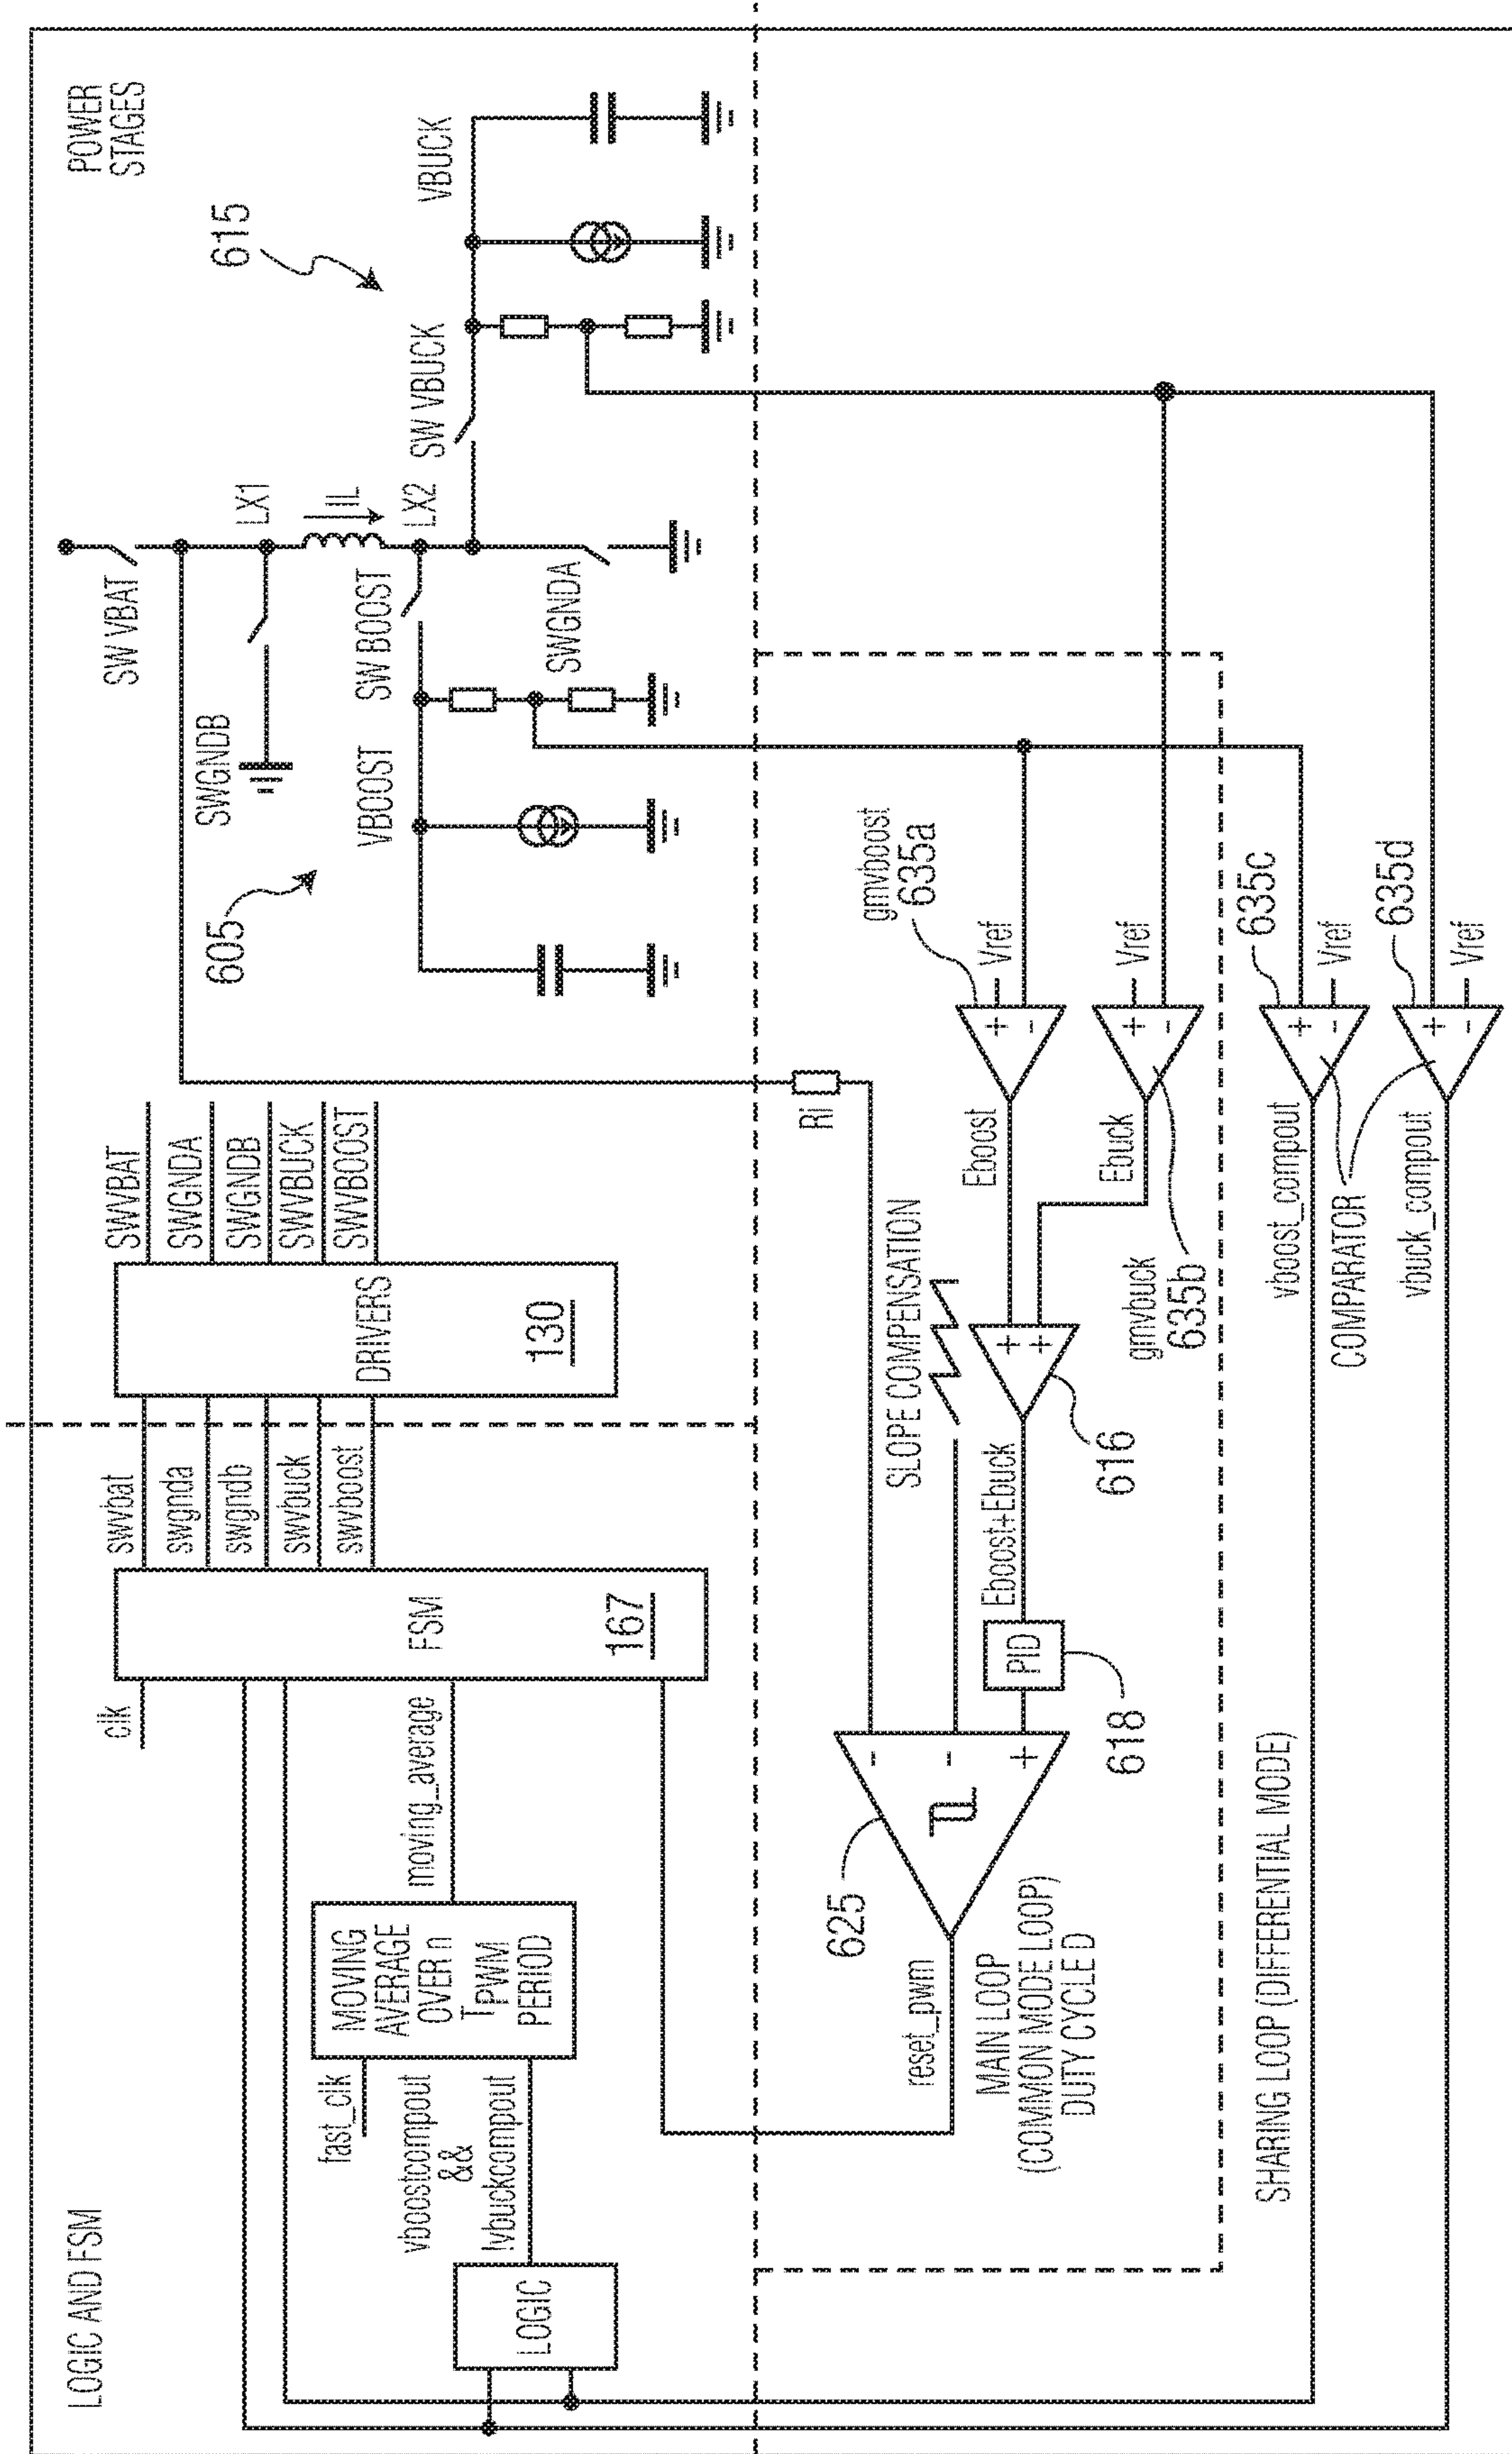 LOGIC AND FSM
POWER
STAGES
clk
fast_clk
vboostcompout
&&
!vbuckcompout
LOGIC
MOVING
AVERAGE
OVER n
TPWM
PERIOD
moving_average
FSM
167
swvbat
swgnda
swgndb
swvbuck
swvboost
DRIVERS
130
SWVBAT
SWGNDA
SWGNDB
SWVBUCK
SWVBOOST
605
615
SW VBAT
SWGNDB
LX1
IL
LX2
SW BOOST
VBOOST
SWGNDA
SW VBUCK
VBUCK
Ri
reset_pwm
625
-
-
+
MAIN LOOP
(COMMON MODE LOOP)
DUTY CYCLED
618
PID
Eboost+Ebuck
SLOPE COMPENSATION
616
+
+
Eboost
Ebuck
gmvboost
635a
+
-
Vref
gmvbuck
635b
+
-
Vref
SHARING LOOP (DIFFERENTIAL MODE)
vboost_compout
COMPARATOR
vbuck_compout
635c
+
-
Vref
635d
+
-
Vref